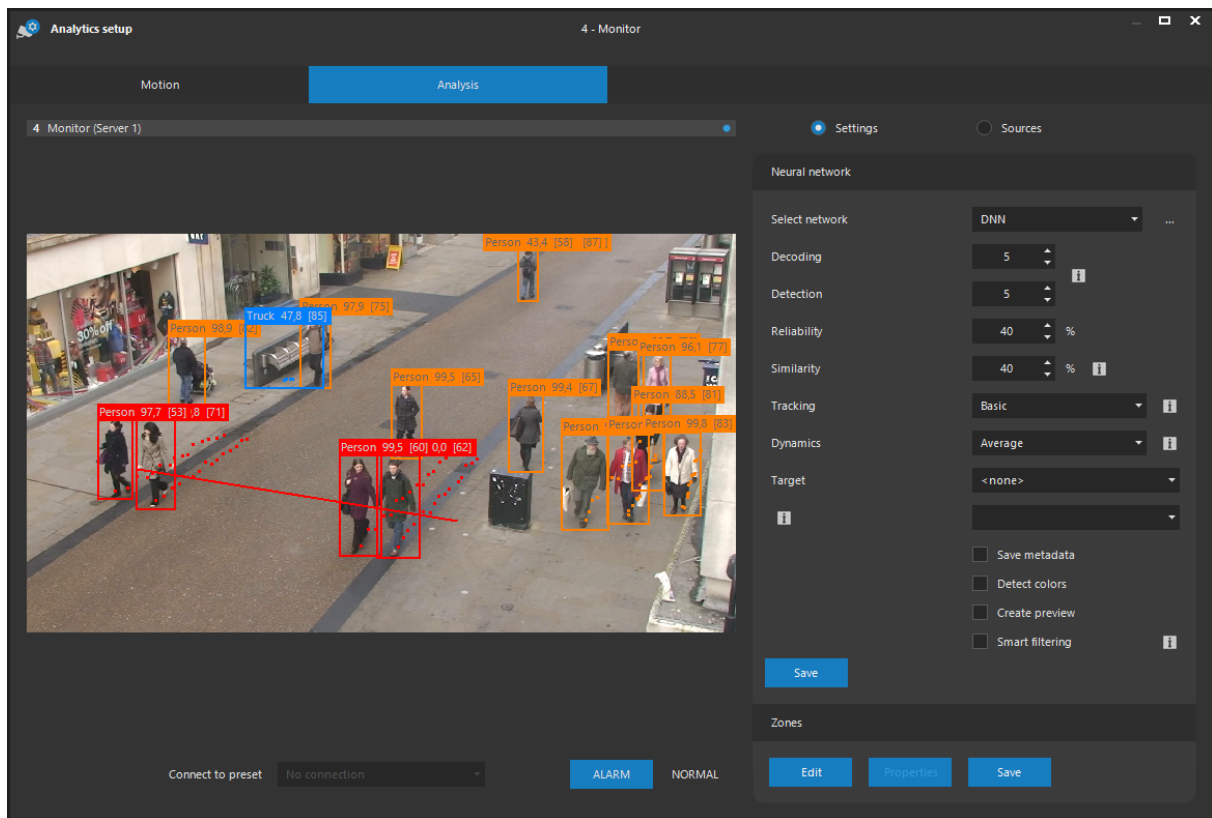 Analytics setup
4 - Monitor
Motion
Analysis
4 Monitor (Server 1)
Settings
Sources
Neural network
Select network
DNN
...
Decoding
5
Detection
5
Reliability
40
%
Similarity
40
%
Tracking
Basic
Dynamics
Average
Target
<none>
Save metadata
Detect colors
Create preview
Smart filtering
Save
Zones
Edit
Properties
Save
Person 43,4 [58] [87]
Person 97,9 [75]
Truck 47,8 [85]
Person 98,9
30% off
Person 96,1 [77]
Person 99,5 [65]
Person 99,4 [67]
88,5 [81]
Person 97,7 [53] ,8 [71]
Person
Person
Person 99,8 [83]
Person 99,5 [60] 0,0 [62]
Connect to preset
No connection
ALARM
NORMAL